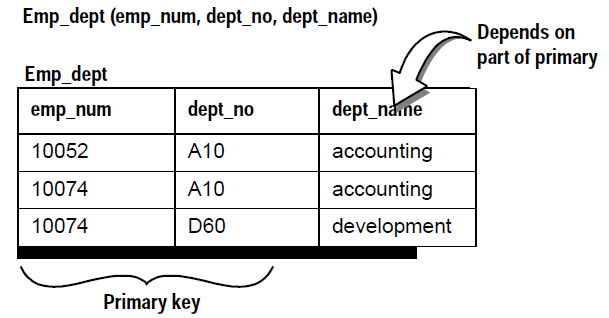 Emp_dept (emp_num, dept_no, dept_name)
Depends on
part of primary
Emp_dept
emp_num dept_no dept_name
10052 A10 accounting
10074 A10 accounting
10074 D60 development
Primary key